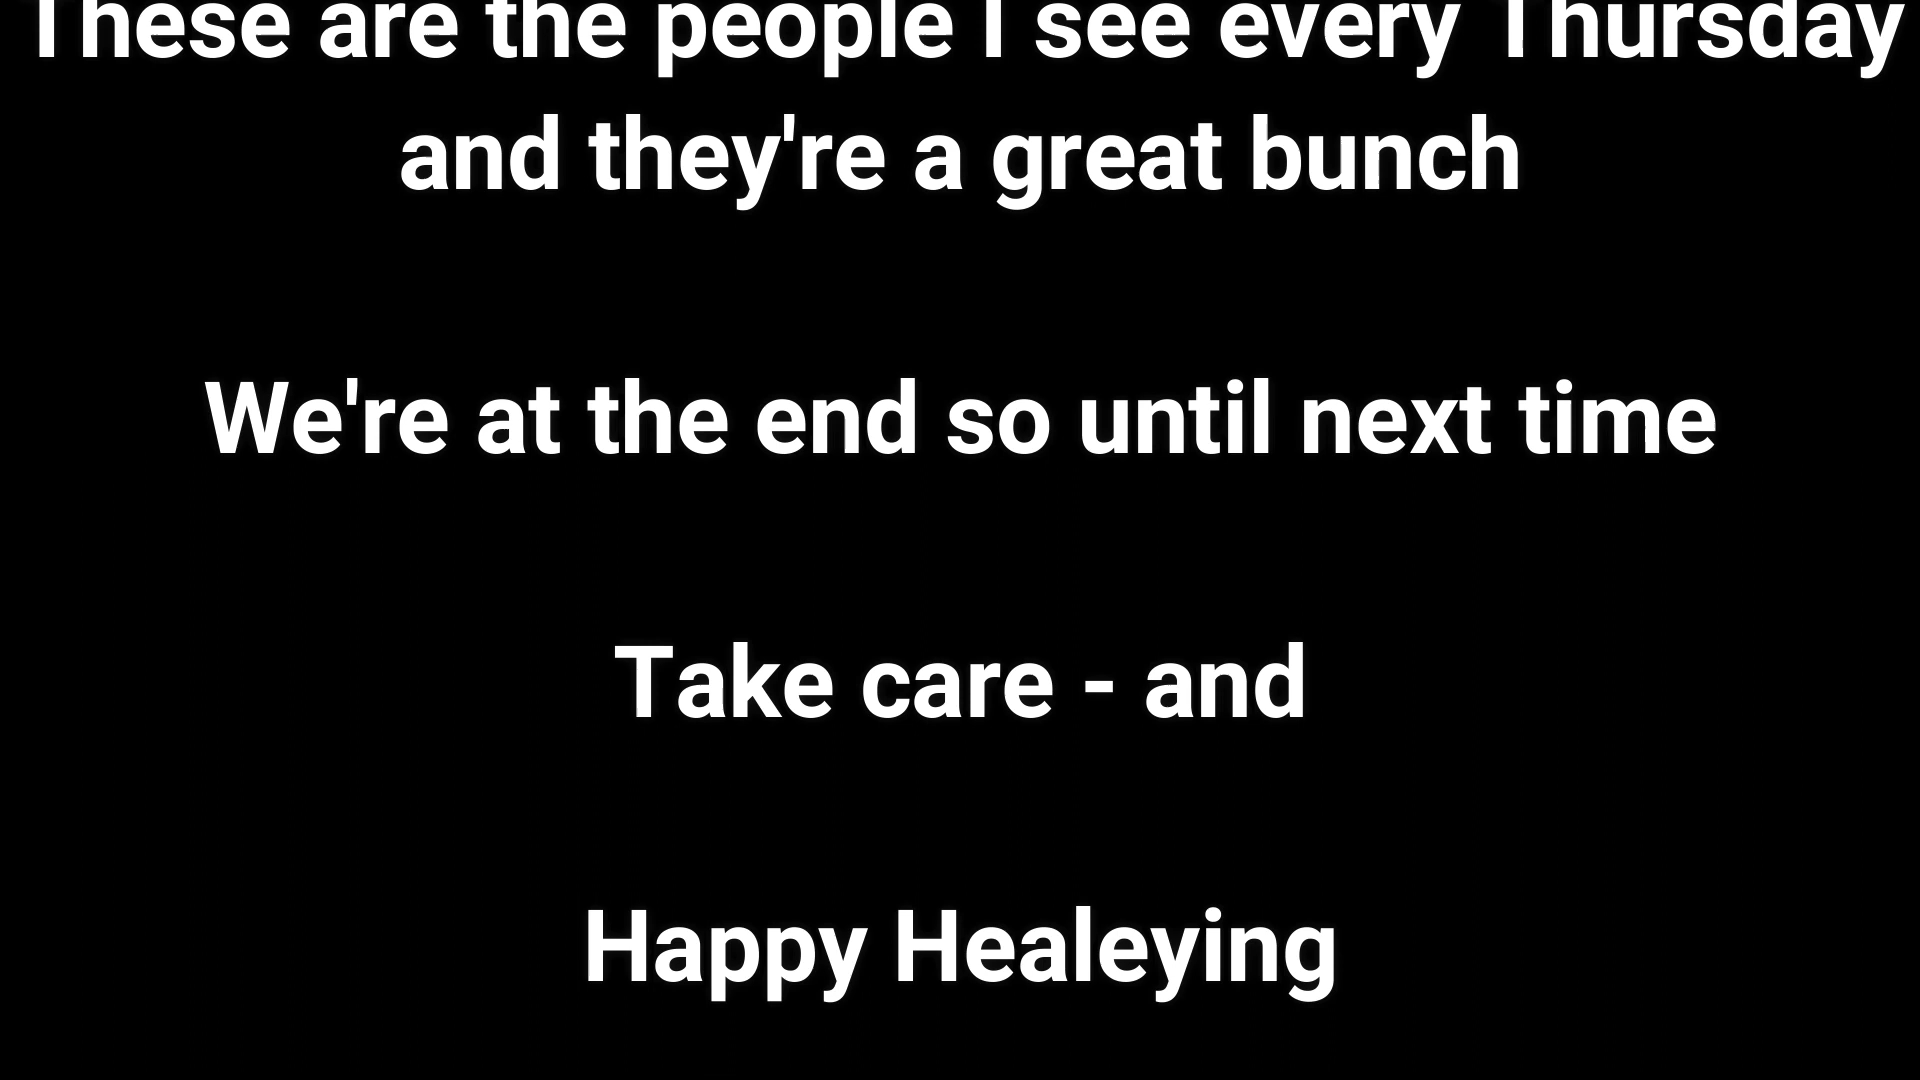 These are the people I see every Thursday
and they're a great bunch
We're at the end so until next time
Take care - and
Happy Healeying